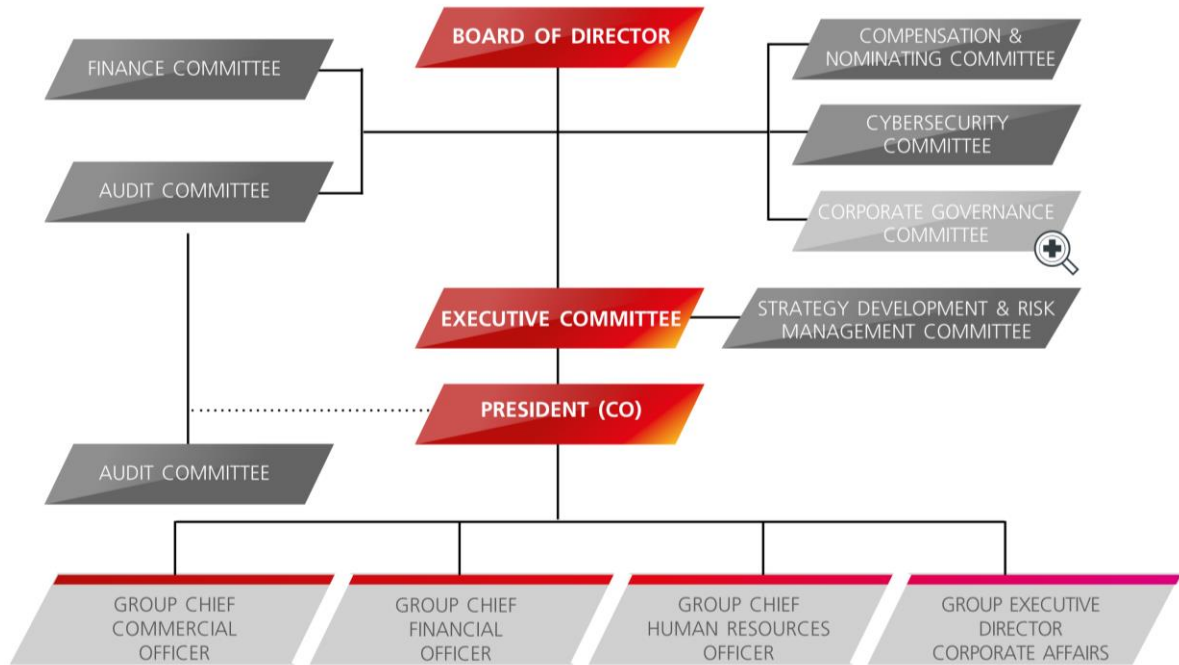 BOARD OF DIRECTOR
FINANCE COMMITTEE
COMPENSATION &
NOMINATING COMMITTEE
CYBERSECURITY
COMMITTEE
AUDIT COMMITTEE
CORPORATE GOVERNANCE
COMMITTEE
EXECUTIVE COMMITTEE
STRATEGY DEVELOPMENT & RISK
MANAGEMENT COMMITTEE
PRESIDENT (CO)
AUDIT COMMITTEE
GROUP CHIEF
COMMERCIAL
OFFICER
GROUP CHIEF
FINANCIAL
OFFICER
GROUP CHIEF
HUMAN RESOURCES
OFFICER
GROUP EXECUTIVE
DIRECTOR
CORPORATE AFFAIRS